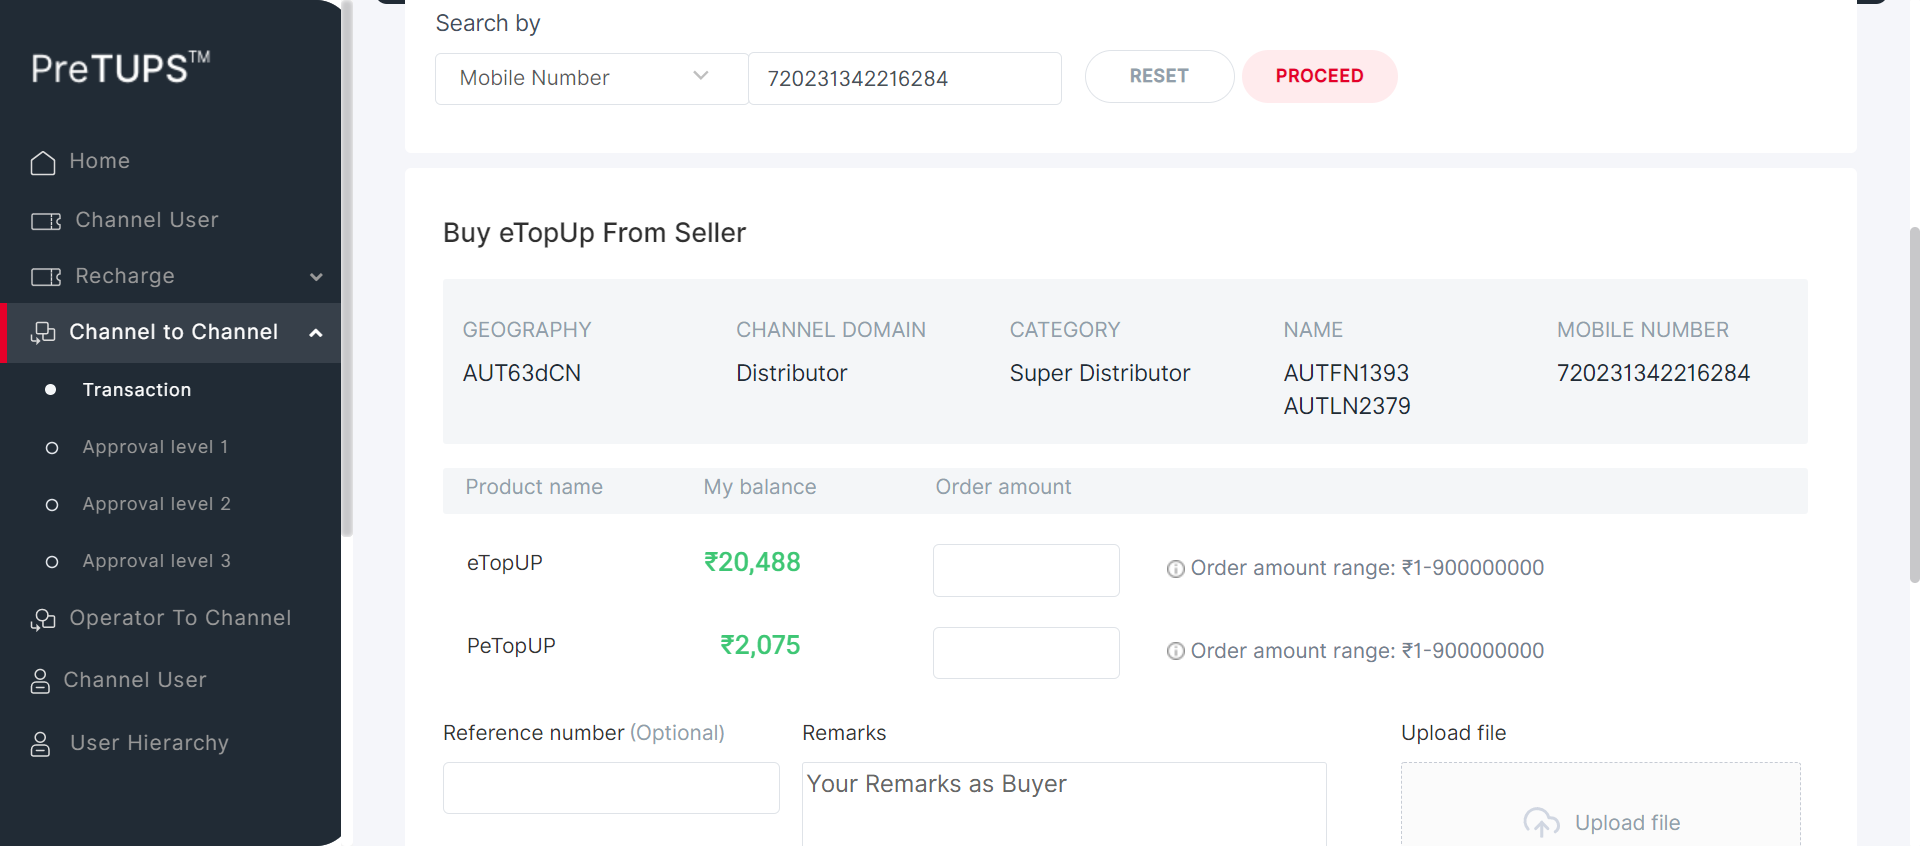 PreTUPS™
Home
Channel User
Recharge
Channel to Channel
Transaction
Approval level 1
Approval level 2
Approval level 3
Operator To Channel
Channel User
User Hierarchy
Search by
Mobile Number 720231342216284 RESET PROCEED
Buy eTopUp From Seller
GEOGRAPHY CHANNEL DOMAIN CATEGORY NAME MOBILE NUMBER
AUT63dCN Distributor Super Distributor AUTFN1393 720231342216284
AUTLN2379
Product name My balance Order amount
eTopUP ₹20,488 Order amount range: ₹1-900000000
PeTopUP ₹2,075 Order amount range: ₹1-900000000
Reference number (Optional) Remarks Upload file
Your Remarks as Buyer
Upload file